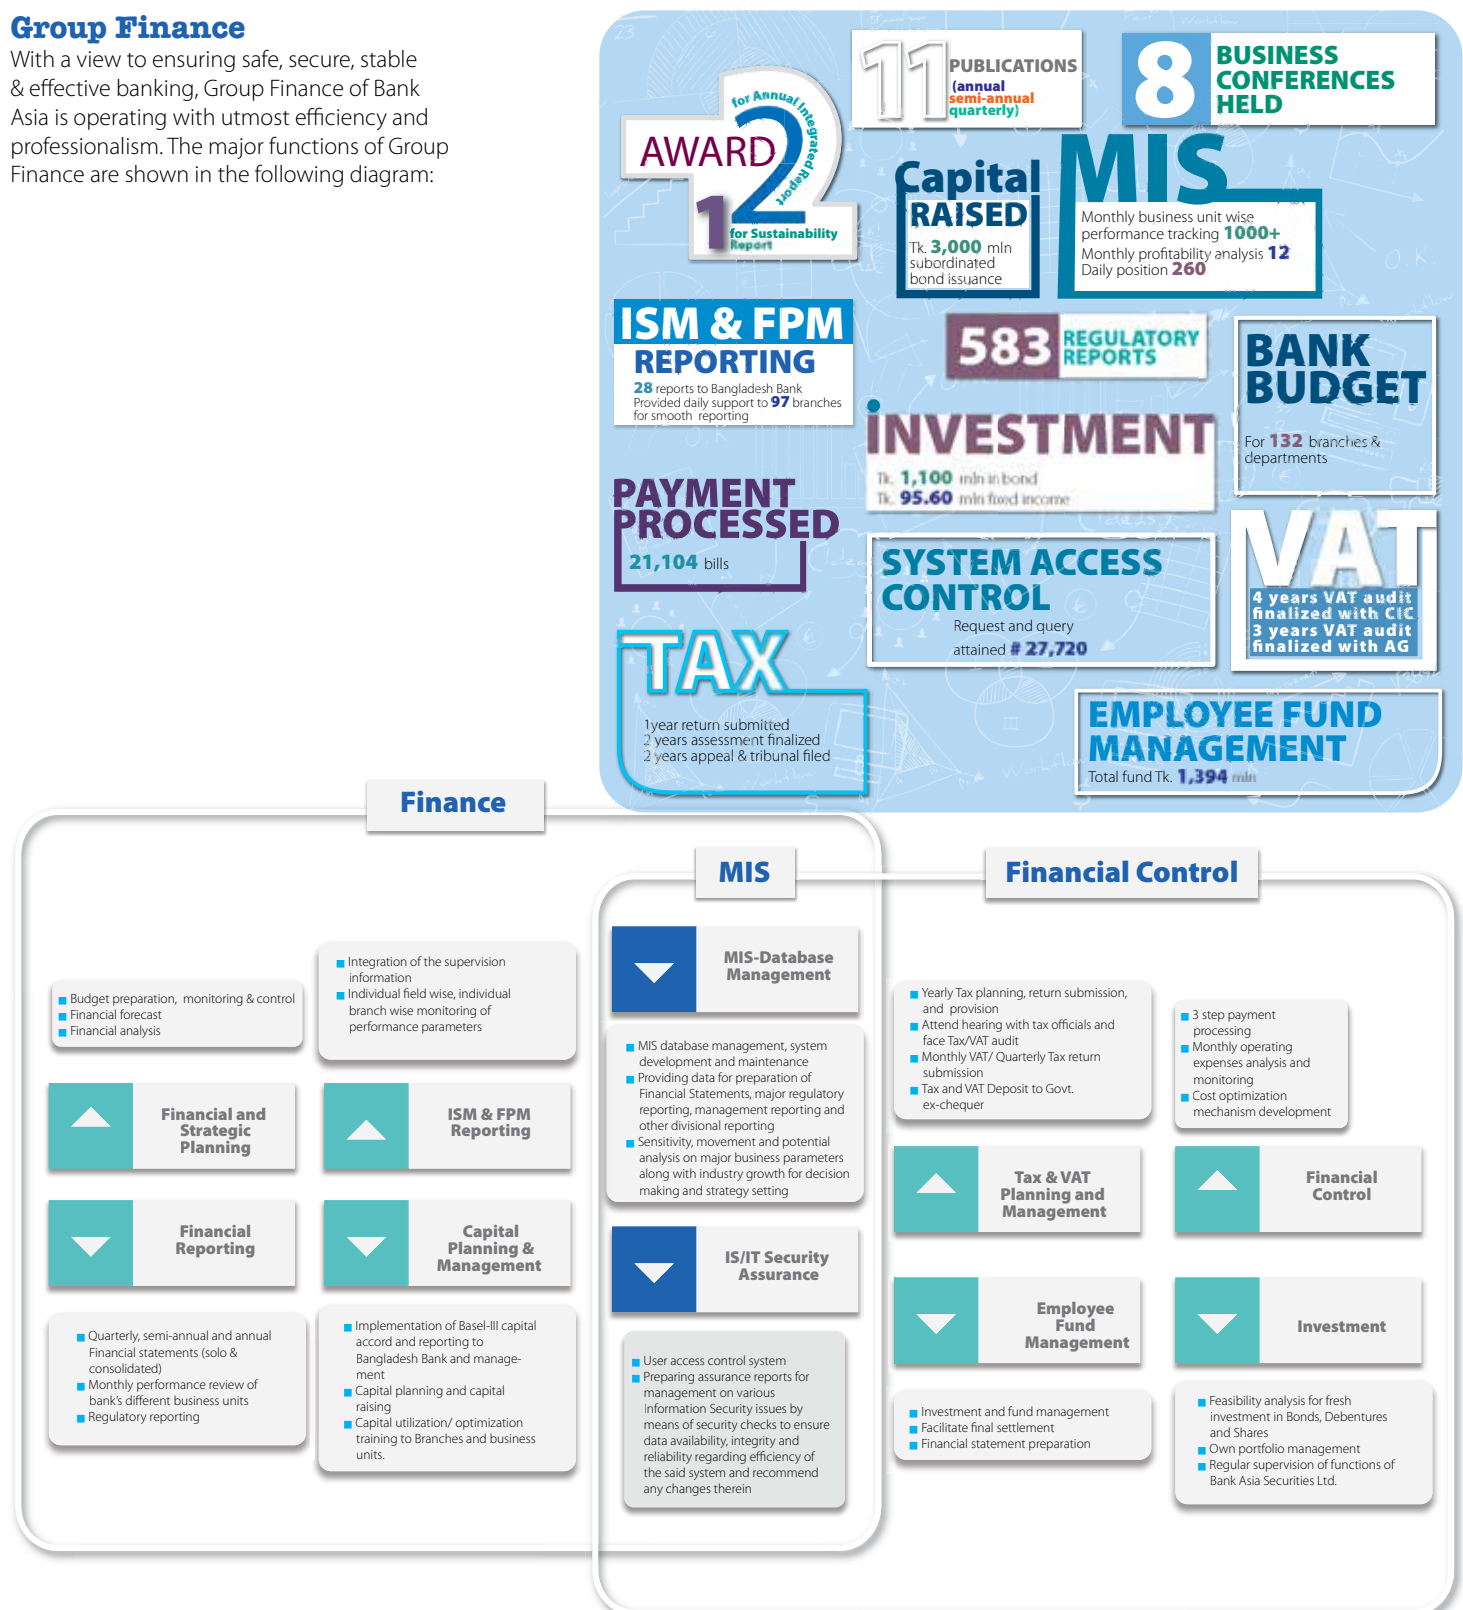 Group Finance
With a view to ensuring safe, secure, stable
& effective banking, Group Finance of Bank
Asia is operating with utmost efficiency and
professionalism. The major functions of Group
Finance are shown in the following diagram:
AWARD
2
for Annual Integrated Report
1
for Sustainability
Report
11
PUBLICATIONS
(annual
semi-annual
quarterly)
8
BUSINESS
CONFERENCES
HELD
Capital
RAISED
Tk. 3,000 mln
subordinated
bond issuance
MIS
Monthly business unit wise
performance tracking 1000+
Monthly profitability analysis 12
Daily position 260
ISM & FPM
REPORTING
28 reports to Bangladesh Bank
Provided daily support to 97 branches
for smooth reporting
583
REGULATORY
REPORTS
BANK
BUDGET
For 132 branches &
departments
iNVESTMENT
Tk. 1,100 mln in bond
Tk. 95.60 mln fixed income
PAYMENT
PROCESSED
21,104 bills
SYSTEM ACCESS
CONTROL
Request and query
attained # 27,720
VAT
4 years VAT audit
finalized with CIC
3 years VAT audit
finalized with AG
TAX
1year return submitted
2 years assessment finalized
2 years appeal & tribunal filed
EMPLOYEE FUND
MANAGEMENT
Total fund Tk. 1,394 mln
Finance
MIS
Financial Control
Budget preparation, monitoring & control
Financial forecast
Financial analysis
Integration of the supervision
information
Individual field wise, individual
branch wise monitoring of
performance parameters
Financial and
Strategic
Planning
ISM & FPM
Reporting
Financial
Reporting
Capital
Planning &
Management
Quarterly, semi-annual and annual
Financial statements (solo &
consolidated)
Monthly performance review of
bank's different business units
Regulatory reporting
Implementation of Basel-III capital
accord and reporting to
Bangladesh Bank and manage-
ment
Capital planning and capital
raising
Capital utilization/ optimization
training to Branches and business
units.
MIS-Database
Management
MIS database management, system
development and maintenance
Providing data for preparation of
Financial Statements, major regulatory
reporting, management reporting and
other divisional reporting
Sensitivity, movement and potential
analysis on major business parameters
along with industry growth for decision
making and strategy setting
IS/IT Security
Assurance
User access control system
Preparing assurance reports for
management on various
Information Security issues by
means of security checks to ensure
data availability, integrity and
reliability regarding efficiency of
the said system and recommend
any changes therein
Yearly Tax planning, return submission,
and provision
Attend hearing with tax officials and
face Tax/VAT audit
Monthly VAT/ Quarterly Tax return
submission
Tax and VAT Deposit to Govt.
ex-chequer
3 step payment
processing
Monthly operating
expenses analysis and
monitoring
Cost optimization
mechanism development
Tax & VAT
Planning and
Management
Financial
Control
Employee
Fund
Management
Investment
Investment and fund management
Facilitate final settlement
Financial statement preparation
Feasibility analysis for fresh
investment in Bonds, Debentures
and Shares
Own portfolio management
Regular supervision of functions of
Bank Asia Securities Ltd.